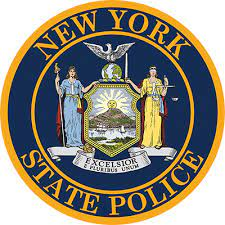 NEW YORK
EXCELSIOR
E PLURIBUS UNUM
STATE POLICE